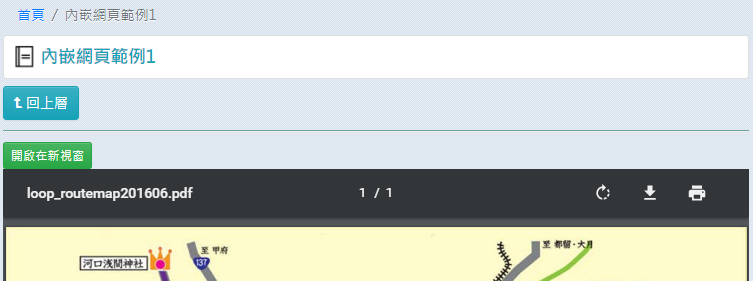 首頁 / 內嵌網頁範例1
內嵌網頁範例1
回上層
開啟在新視窗
loop_routemap201606.pdf 1 / 1
至 甲府 至 都留・大月
河口浅間神社 137